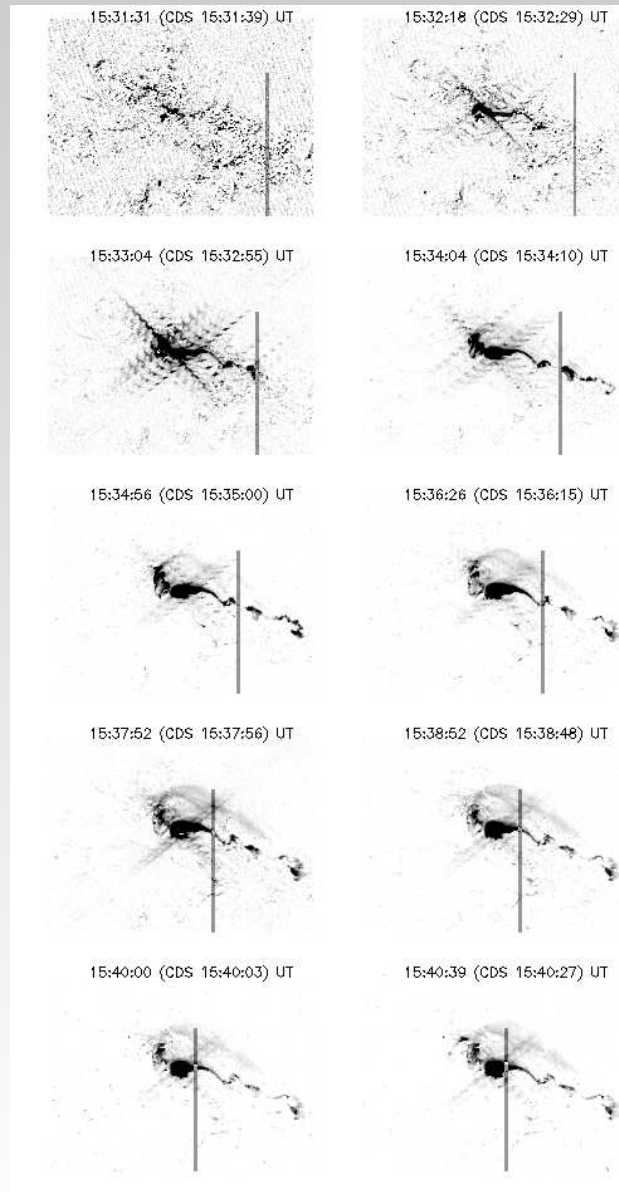 15:31:31 (CDS 15:31:39) UT
15:32:18 (CDS 15:32:29) UT
15:33:04 (CDS 15:32:55) UT
15:34:04 (CDS 15:34:10) UT
15:34:56 (CDS 15:35:00) UT
15:36:26 (CDS 15:36:15) UT
15:37:52 (CDS 15:37:56) UT
15:38:52 (CDS 15:38:48) UT
15:40:00 (CDS 15:40:03) UT
15:40:39 (CDS 15:40:27) UT